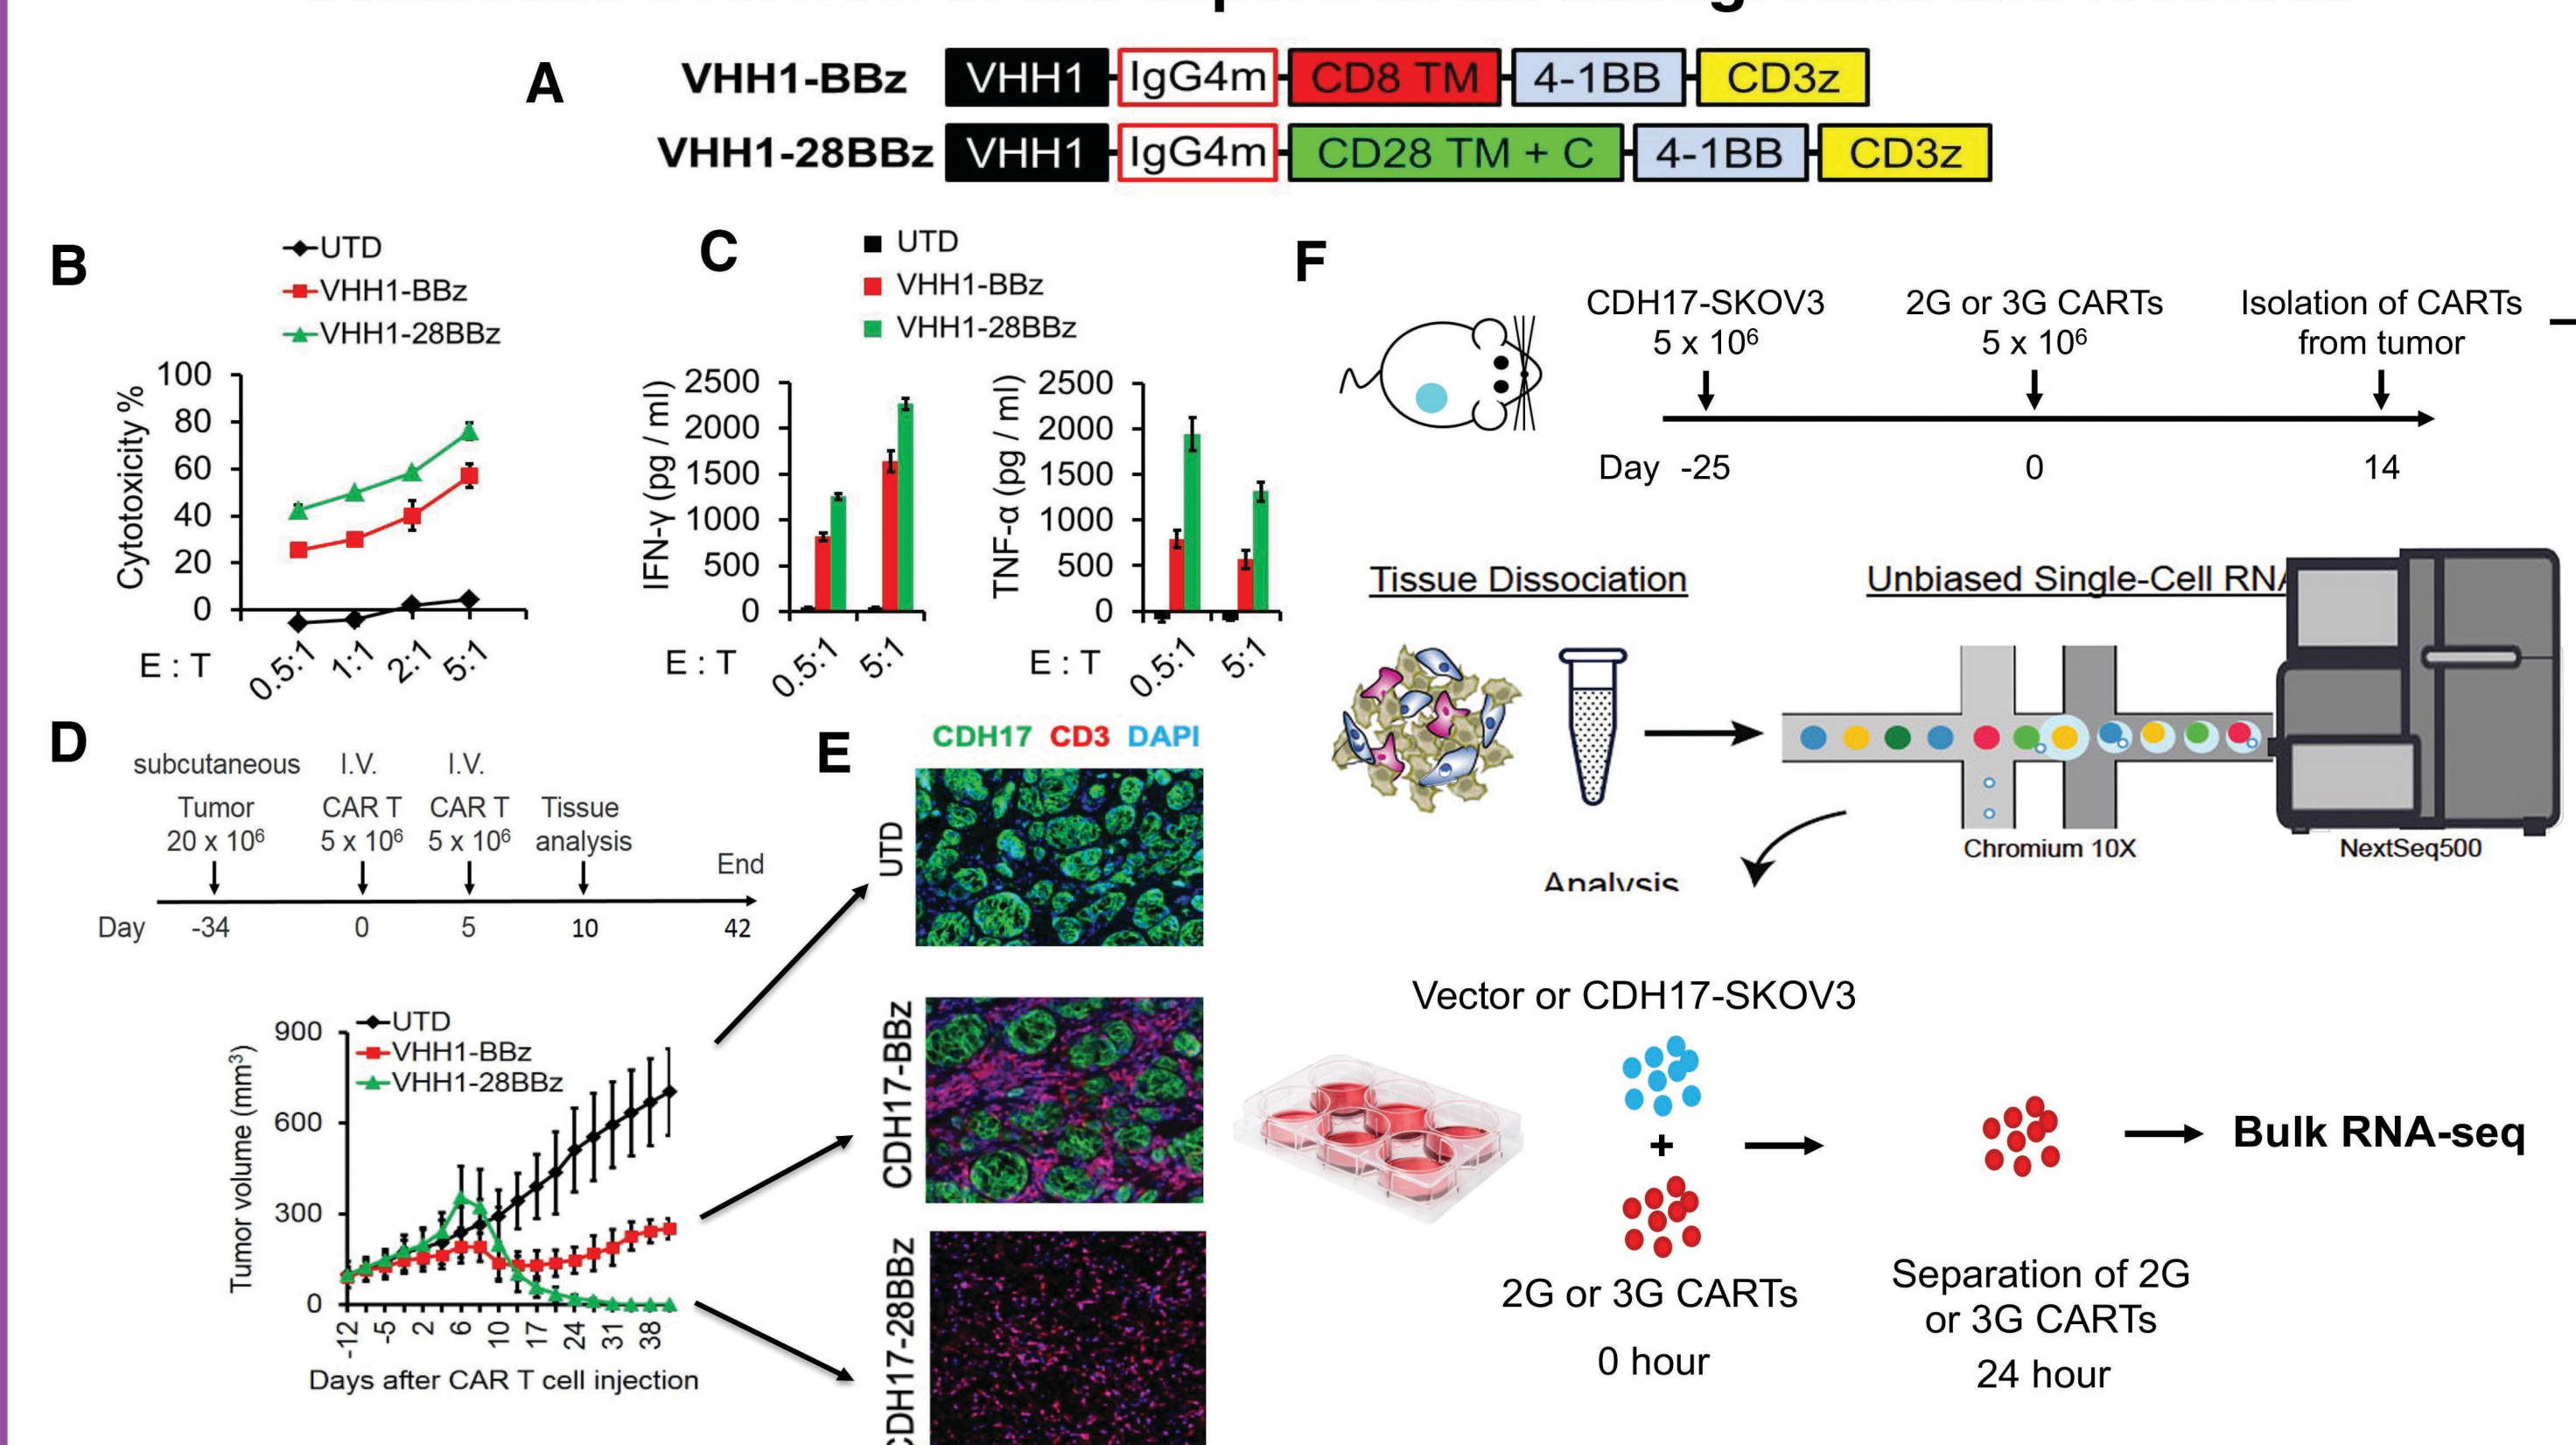 A
VHH1-BBz VHH1 IgG4m CD8 TM 4-1BB CD3z
VHH1-28BBz VHH1 IgG4m CD28 TM + C 4-1BB CD3z
B
UTD
VHH1-BBz
VHH1-28BBz
Cytotoxicity %
100
80
60
40
20
0
E : T
0.5:1 1:1 2:1 5:1
C
UTD
VHH1-BBz
VHH1-28BBz
IFN-γ (pg / ml)
2500
2000
1500
1000
500
0
E : T
0.5:1 5:1
TNF-α (pg / ml)
2500
2000
1500
1000
500
0
E : T
0.5:1 5:1
D
subcutaneous I.V. I.V.
Tumor CAR T CAR T Tissue
20 x 10⁶ 5 x 10⁶ 5 x 10⁶ analysis
End
Day -34 0 5 10 42
UTD
VHH1-BBz
VHH1-28BBz
Tumor volume (mm³)
900
600
300
0
-12 -5 2 6 10 17 24 31 38
Days after CAR T cell injection
E
CDH17 CD3 DAPI
UTD
CDH17-BBz
CDH17-28BBz
F
CDH17-SKOV3 2G or 3G CARTs Isolation of CARTs
5 x 10⁶ 5 x 10⁶ from tumor
Day -25 0 14
Tissue Dissociation
Unbiased Single-Cell RNA
Chromium 10X
NextSeq500
Analysis
Vector or CDH17-SKOV3
+
2G or 3G CARTs
0 hour
Separation of 2G
or 3G CARTs
24 hour
Bulk RNA-seq